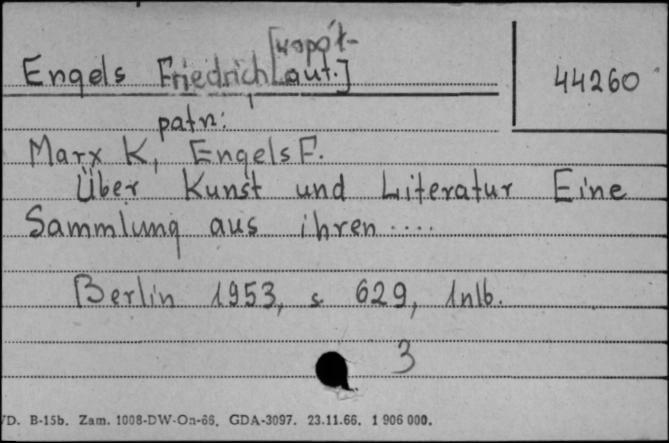 [współ-
Engels Friedrich aut.] 44260
patrz:
Marx K, Engels F.
Über Kunst und Literatur Eine
Sammlung aus ihren ....
Berlin 1953, s 629, 1nlb.
3
D. B-15b. Zam. 1008-DW-On-66. GDA-3097. 23.11.66. 1 906 000.